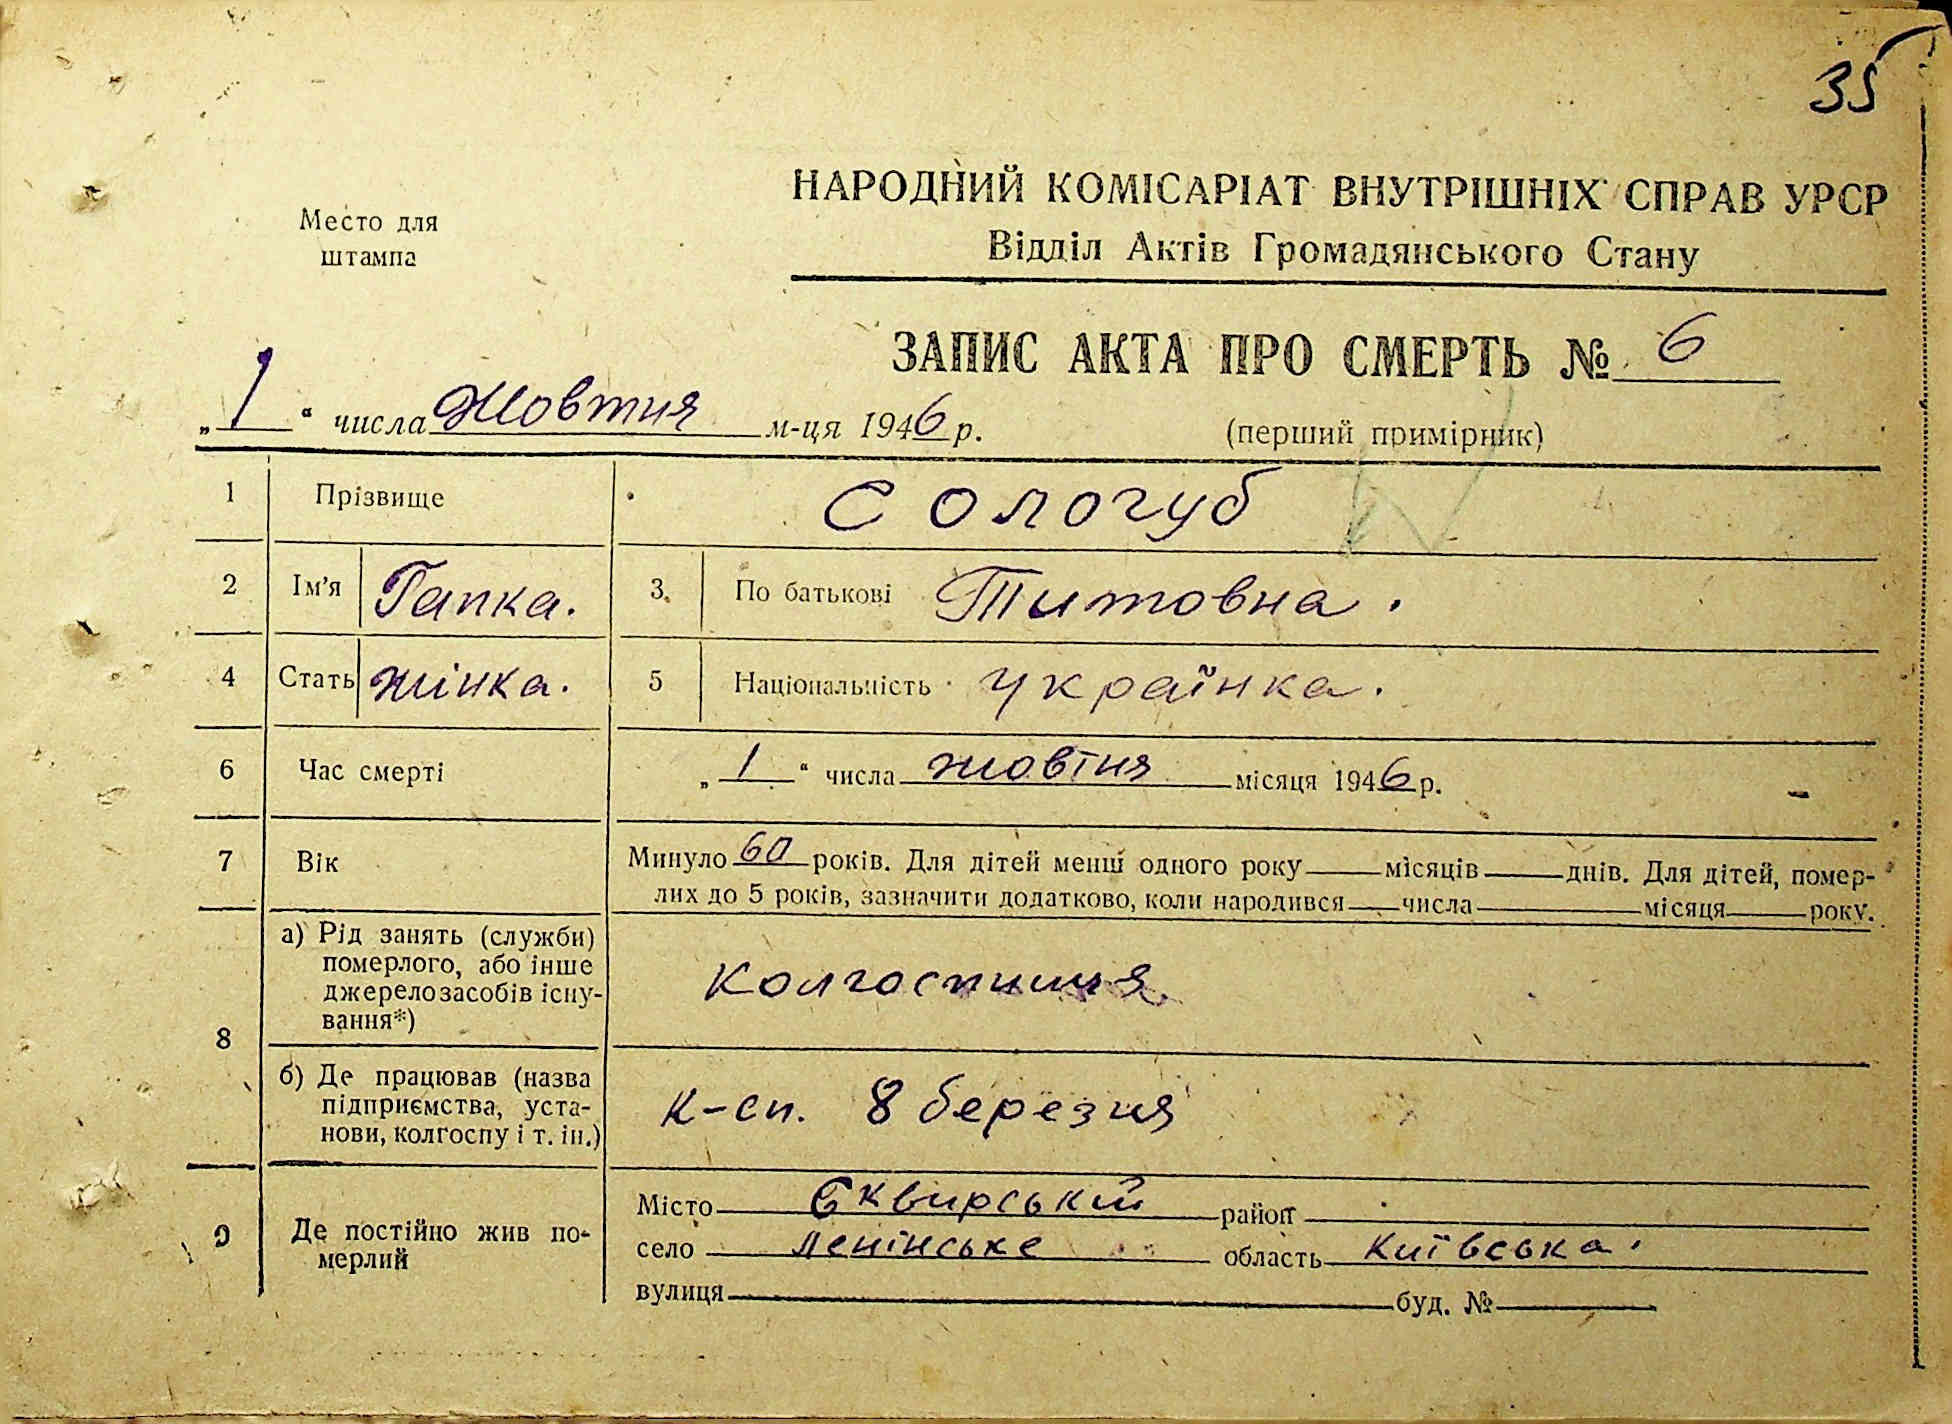 35
НАРОДНИЙ КОМІСАРІАТ ВНУТРІШНІХ СПРАВ УРСР
Место для
штампа
Відділ Актів Громадянського Стану
ЗАПИС АКТА ПРО СМЕРТЬ № 6
„1“ числа Жовтня м-ця 1946 р.
(перший примірник)
1 Прізвище Сологуб
2 Ім'я Гапка. 3. По батькові Титовна.
4 Стать жінка. 5 Національність українка.
6 Час смерті „1“ числа жовтня місяця 1946 р.
7 Вік Минуло 60 років. Для дітей менш одного року місяців днів. Для дітей, помер-
лих до 5 років, зазначити додатково, коли народився числа місяця року.
8 а) Рід занять (служби)
померлого, або інше
джерело засобів існу-
вання*)
колгоспниця
б) Де працював (назва
підприємства, уста-
нови, колгоспу і т. ін.)
к-сп. 8 березня
9 Де постійно жив по-
мерлий
Місто Сквирський район
село Ленінське область Київська.
вулиця буд. №